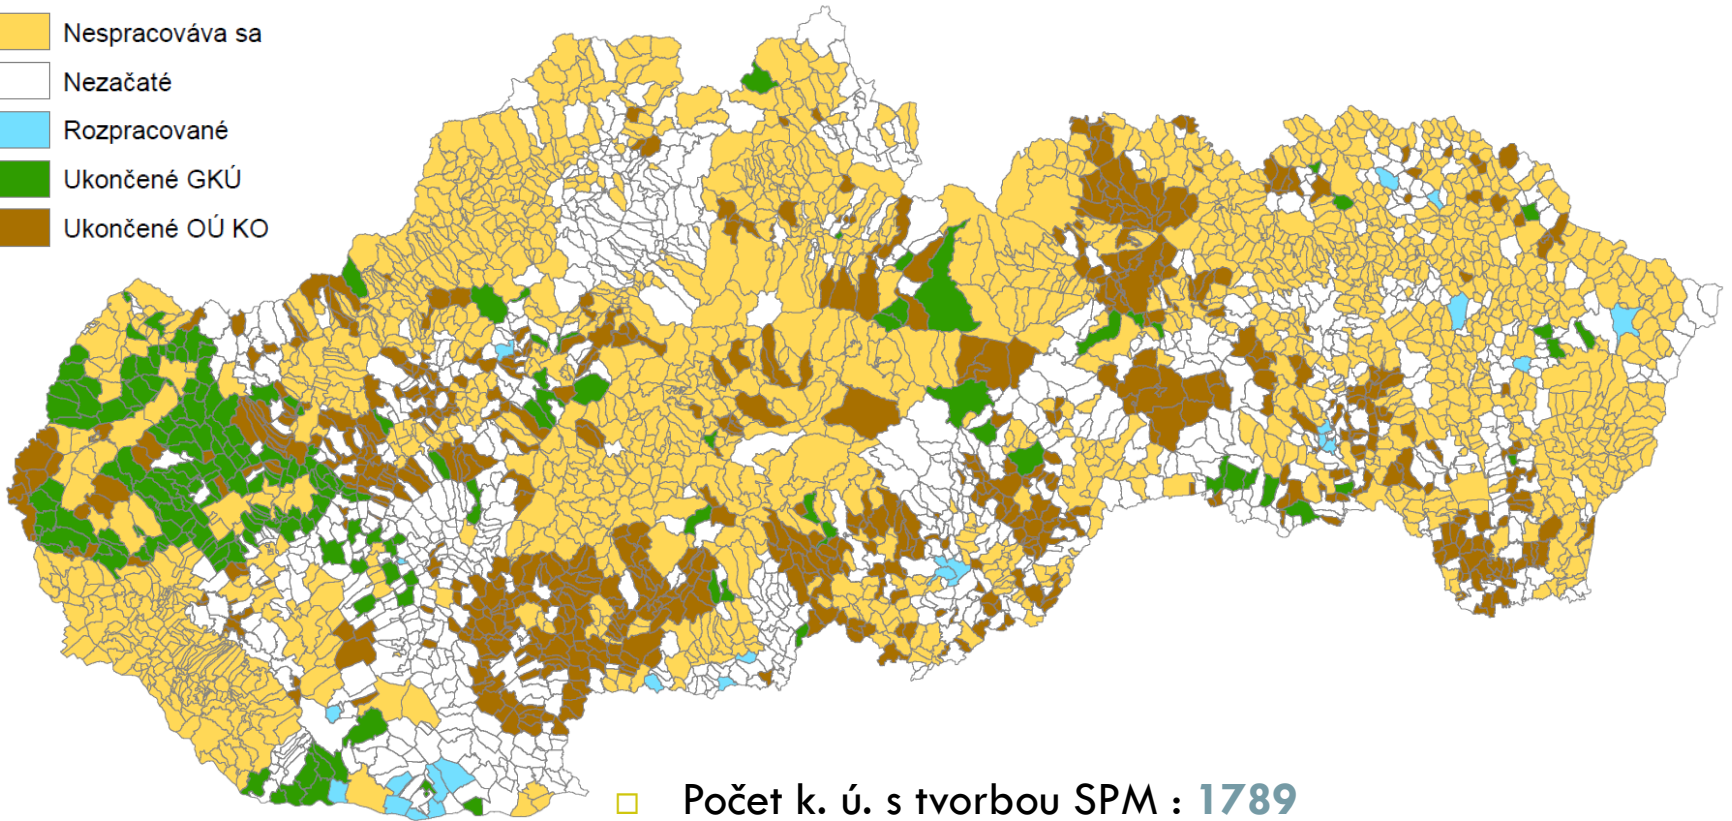 Nespracováva sa
Nezačaté
Rozpracované
Ukončené GKÚ
Ukončené OÚ KO
Počet k. ú. s tvorbou SPM : 1789